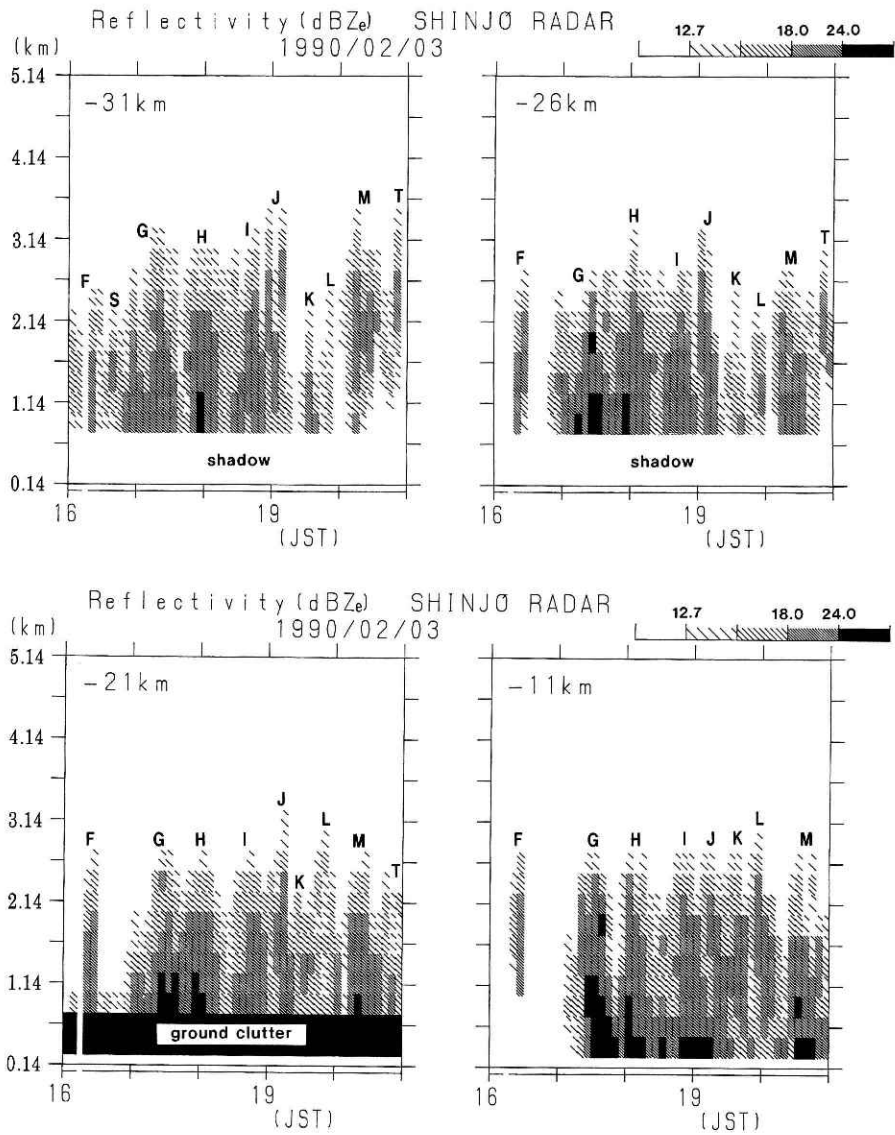 Reflectivity (dBZe) SHINJO RADAR
1990/02/03
12.7 18.0 24.0
(km)
5.14
4.14
3.14
2.14
1.14
0.14
-31km
F S G H I J K L M T
shadow
16 19
(JST)
-26km
F G H I J K L M T
shadow
16 19
(JST)
Reflectivity (dBZe) SHINJO RADAR
1990/02/03
12.7 18.0 24.0
(km)
5.14
4.14
3.14
2.14
1.14
0.14
-21km
F G H I J K L M T
ground clutter
16 19
(JST)
-11km
F G H I J K L M
16 19
(JST)